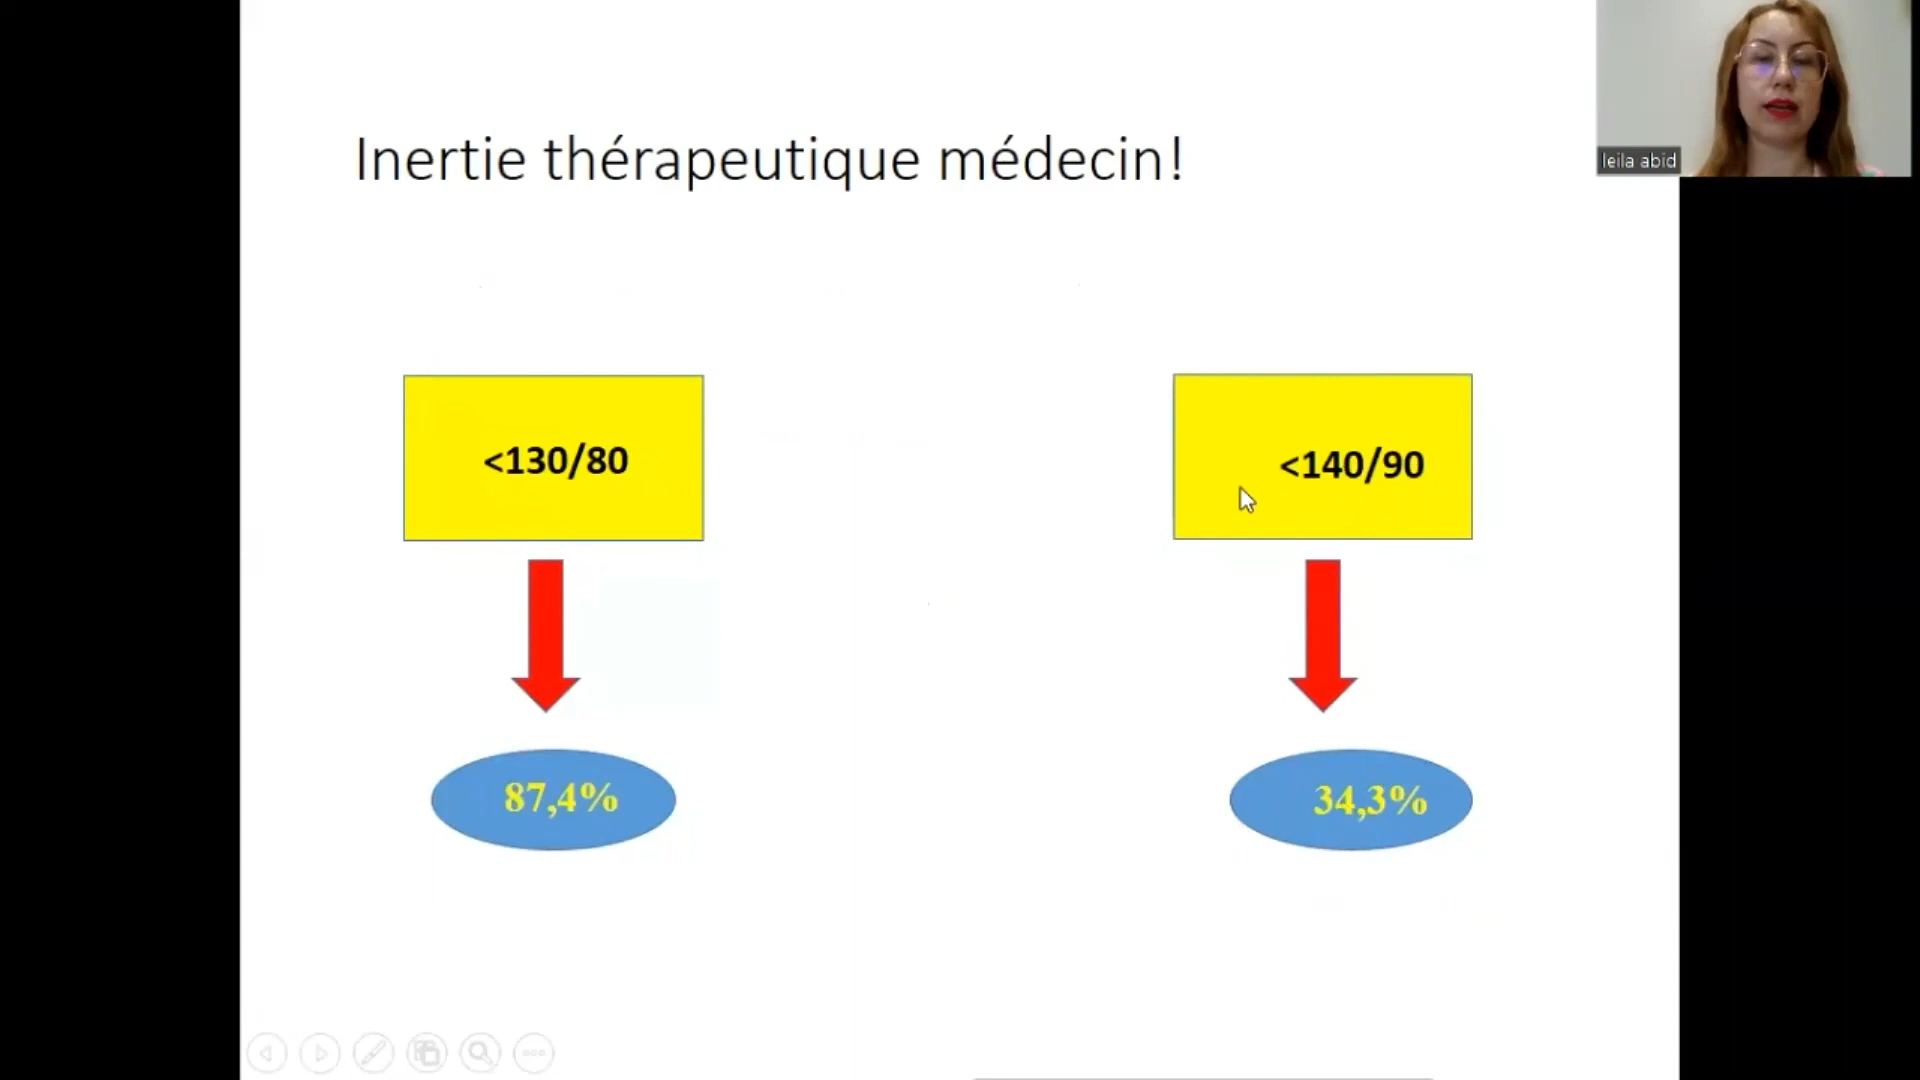 leila abid
Inertie thérapeutique médecin!
<130/80
<140/90
87,4%
34,3%